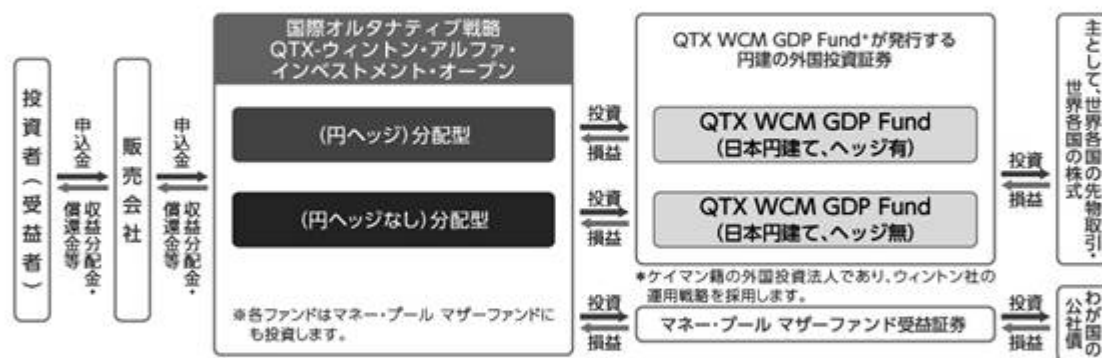 投資者(受益者)
申込金
収益分配金・
償還金等
販売会社
申込金
収益分配金・
償還金等
国際オルタナティブ戦略
QTX-ウィントン・アルファ・
インベストメント・オープン
(円ヘッジ)分配型
(円ヘッジなし)分配型
※各ファンドはマネー・プール マザーファンドに
も投資します。
投資
損益
投資
損益
投資
損益
QTX WCM GDP Fund*が発行する
円建の外国投資証券
QTX WCM GDP Fund
(日本円建て、ヘッジ有)
QTX WCM GDP Fund
(日本円建て、ヘッジ無)
*ケイマン籍の外国投資法人であり、ウィントン社の
運用戦略を採用します。
マネー・プール マザーファンド受益証券
投資
損益
投資
損益
主として、世界各国の先物取引・
世界各国の株式
わが国の
公社債